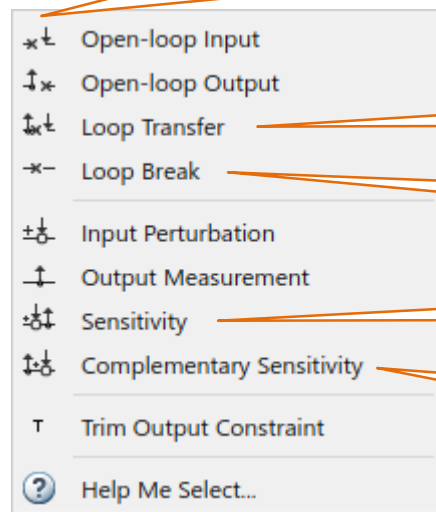 Open-loop Input
Open-loop Output
Loop Transfer
Loop Break
Input Perturbation
Output Measurement
Sensitivity
Complementary Sensitivity
T Trim Output Constraint
? Help Me Select...